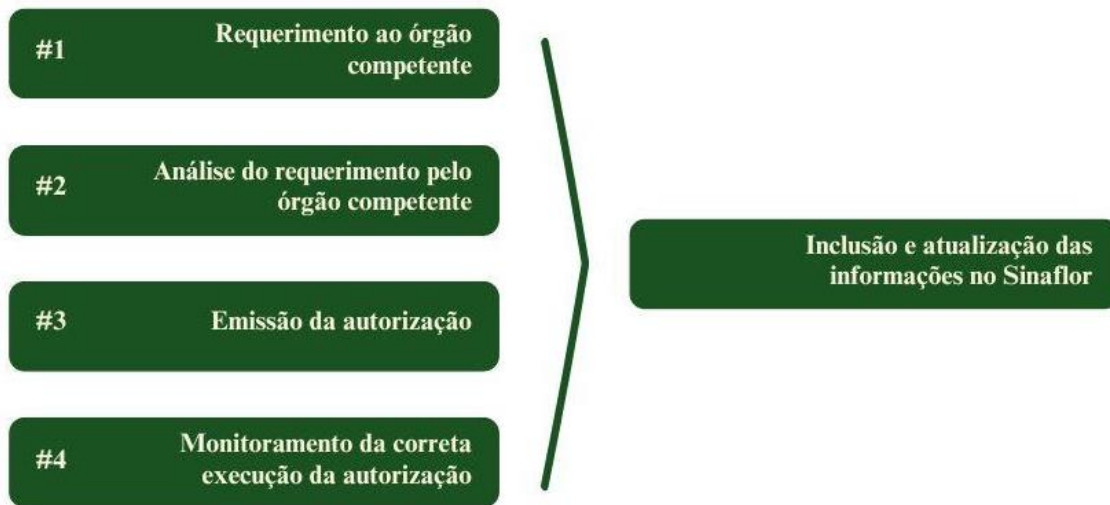 #1
Requerimento ao órgão
competente
#2
Análise do requerimento pelo
órgão competente
#3
Emissão da autorização
#4
Monitoramento da correta
execução da autorização
Inclusão e atualização das
informações no Sinaflor